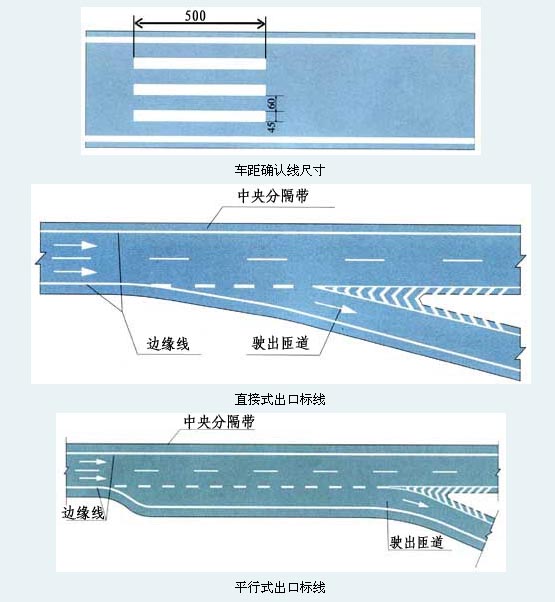 500
60
45
车距确认线尺寸
中央分隔带
边缘线
驶出匝道
直接式出口标线
中央分隔带
边缘线
驶出匝道
平行式出口标线